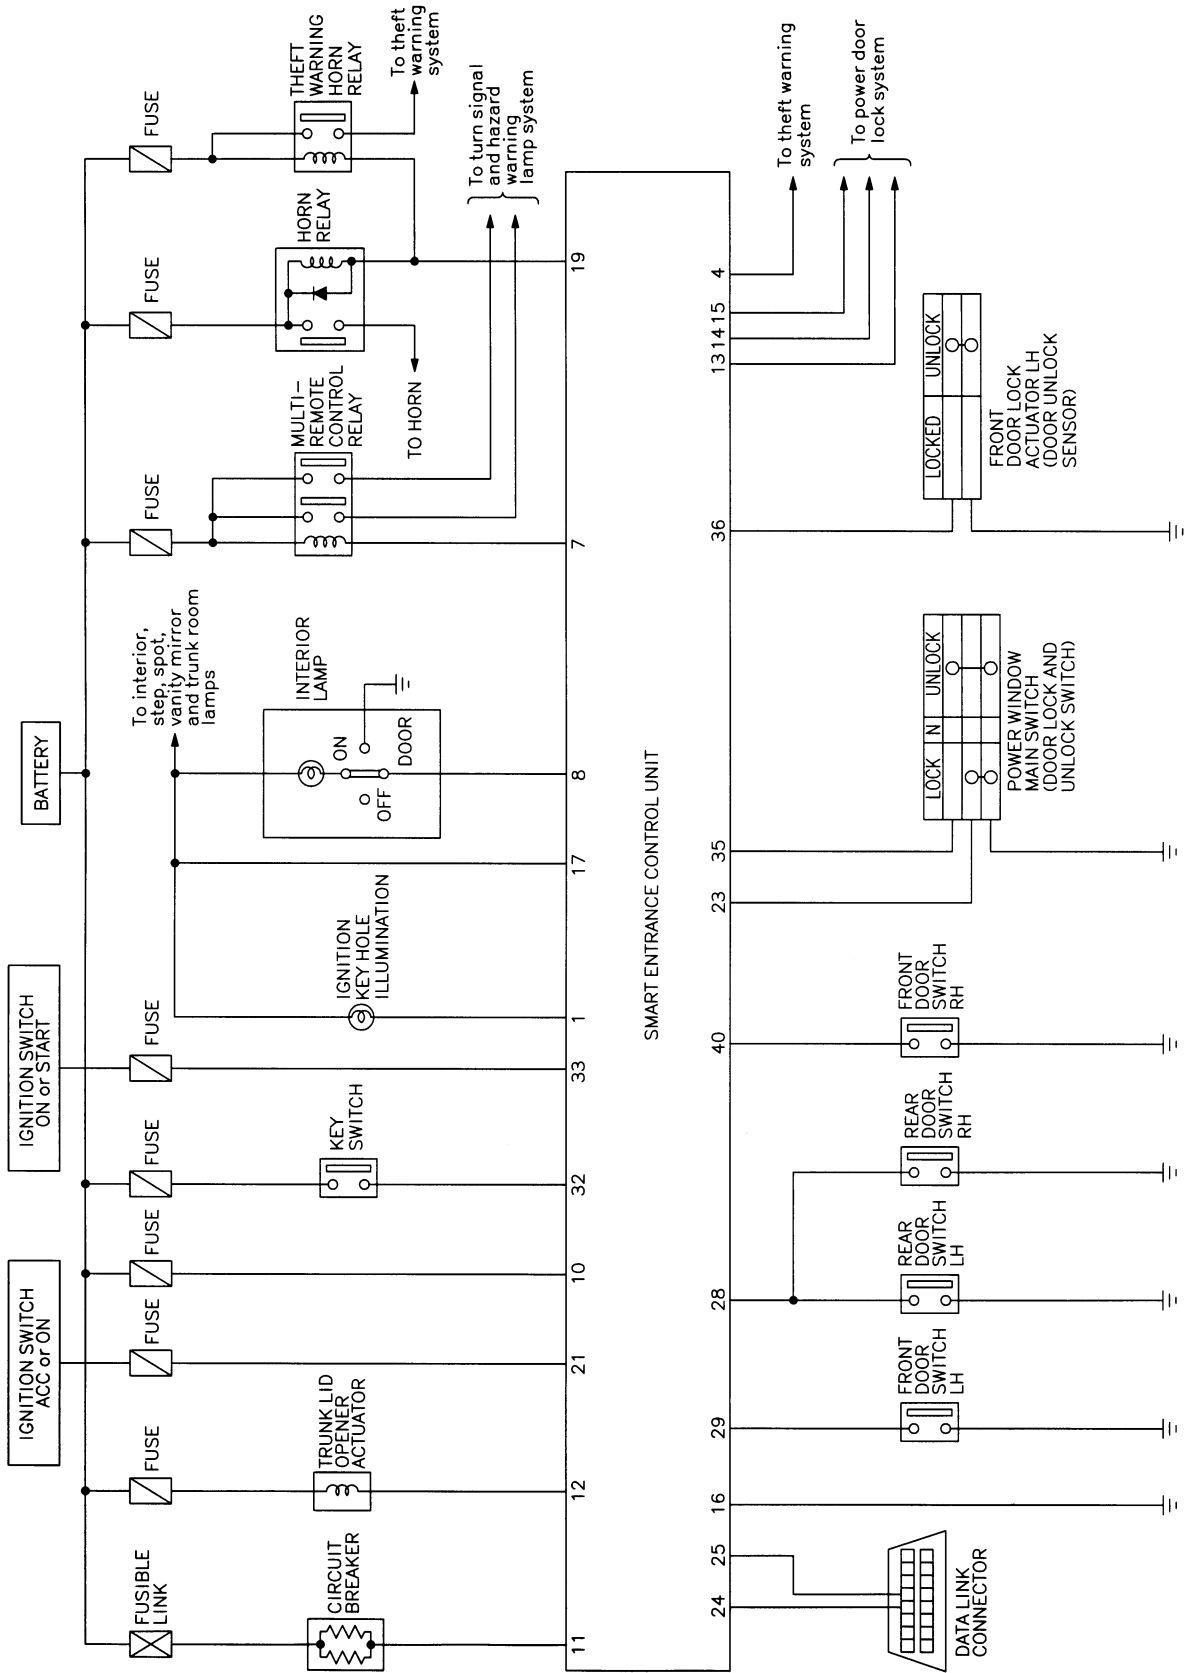 BATTERY
IGNITION SWITCH
ACC or ON
IGNITION SWITCH
ON or START
FUSIBLE
LINK
FUSE
FUSE
FUSE
FUSE
FUSE
FUSE
FUSE
FUSE
CIRCUIT
BREAKER
TRUNK LID
OPENER
ACTUATOR
KEY
SWITCH
IGNITION
KEY HOLE
ILLUMINATION
To interior,
step, spot,
vanity mirror
and trunk room
lamps
INTERIOR
LAMP
ON
OFF
DOOR
MULTI-
REMOTE
CONTROL
RELAY
HORN
RELAY
TO HORN
THEFT
WARNING
HORN
RELAY
To theft
warning
system
To turn signal
and hazard
warning
lamp system
11
12
21
10
32
33
1
17
8
7
19
SMART ENTRANCE CONTROL UNIT
24
25
16
29
28
40
23
35
36
13
14
15
4
To theft warning
system
To power door
lock system
DATA LINK
CONNECTOR
FRONT
DOOR
SWITCH
LH
REAR
DOOR
SWITCH
LH
REAR
DOOR
SWITCH
RH
FRONT
DOOR
SWITCH
RH
LOCK N UNLOCK
POWER WINDOW
MAIN SWITCH
(DOOR LOCK AND
UNLOCK SWITCH)
LOCKED UNLOCK
FRONT
DOOR LOCK
ACTUATOR LH
(DOOR UNLOCK
SENSOR)